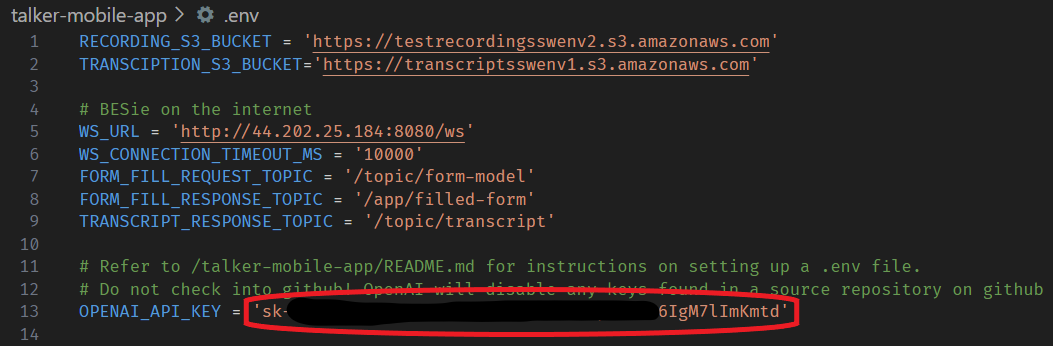 talker-mobile-app > .env
1 RECORDING_S3_BUCKET = 'https://testrecordingsswenv2.s3.amazonaws.com'
2 TRANSCIPTION_S3_BUCKET='https://transcriptsswenv1.s3.amazonaws.com'
3
4 # BESie on the internet
5 WS_URL = 'http://44.202.25.184:8080/ws'
6 WS_CONNECTION_TIMEOUT_MS = '10000'
7 FORM_FILL_REQUEST_TOPIC = '/topic/form-model'
8 FORM_FILL_RESPONSE_TOPIC = '/app/filled-form'
9 TRANSCRIPT_RESPONSE_TOPIC = '/topic/transcript'
10
11 # Refer to /talker-mobile-app/README.md for instructions on setting up a .env file.
12 # Do not check into github! OpenAI will disable any keys found in a source repository on github
13 OPENAI_API_KEY = 'sk- 6IgM7lImKmtd'
14